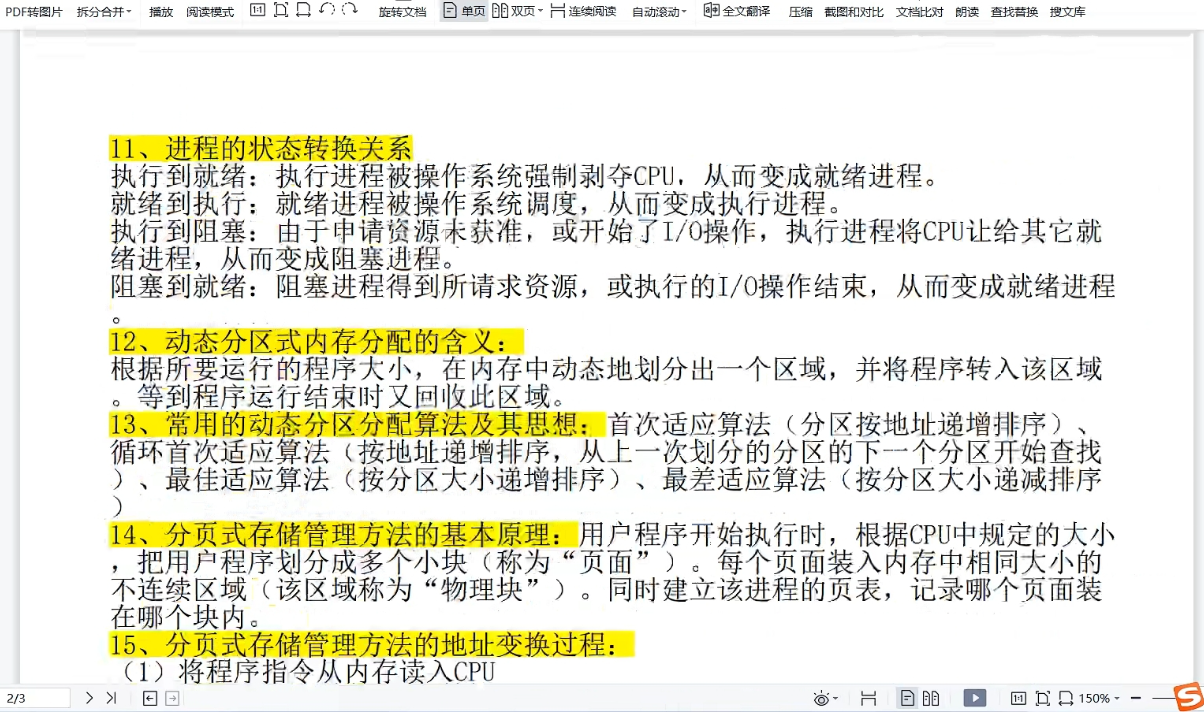 PDF转图片 拆分合并 播放 阅读模式 旋转文档 单页 双页 连续阅读 自动滚动 全文翻译 压缩 截图和对比 文档比对 朗读 查找替换 搜文库
11、进程的状态转换关系
执行到就绪：执行进程被操作系统强制剥夺CPU，从而变成就绪进程。
就绪到执行：就绪进程被操作系统调度，从而变成执行进程。
执行到阻塞：由于申请资源未获准，或开始了I/O操作，执行进程将CPU让给其它就
绪进程，从而变成阻塞进程。
阻塞到就绪：阻塞进程得到所请求资源，或执行的I/O操作结束，从而变成就绪进程
。
12、动态分区式内存分配的含义：
根据所要运行的程序大小，在内存中动态地划分出一个区域，并将程序转入该区域
。等到程序运行结束时又回收此区域。
13、常用的动态分区分配算法及其思想：首次适应算法（分区按地址递增排序）、
循环首次适应算法（按地址递增排序，从上一次划分的分区的下一个分区开始查找
）、最佳适应算法（按分区大小递增排序）、最差适应算法（按分区大小递减排序
）
14、分页式存储管理方法的基本原理：用户程序开始执行时，根据CPU中规定的大小
，把用户程序划分成多个小块（称为“页面”）。每个页面装入内存中相同大小的
不连续区域（该区域称为“物理块”）。同时建立该进程的页表，记录哪个页面装
在哪个块内。
15、分页式存储管理方法的地址变换过程：
（1）将程序指令从内存读入CPU
2/3 150%